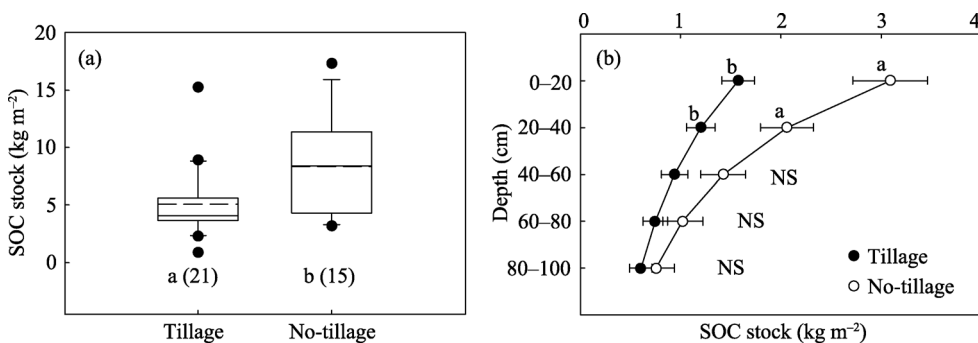 (a)
SOC stock (kg m⁻²)
20
15
10
5
0
a (21)
b (15)
Tillage
No-tillage
(b)
0 1 2 3 4
Depth (cm)
0–20
20–40
40–60
60–80
80–100
b
a
b
a
NS
NS
NS
Tillage
No-tillage
SOC stock (kg m⁻²)